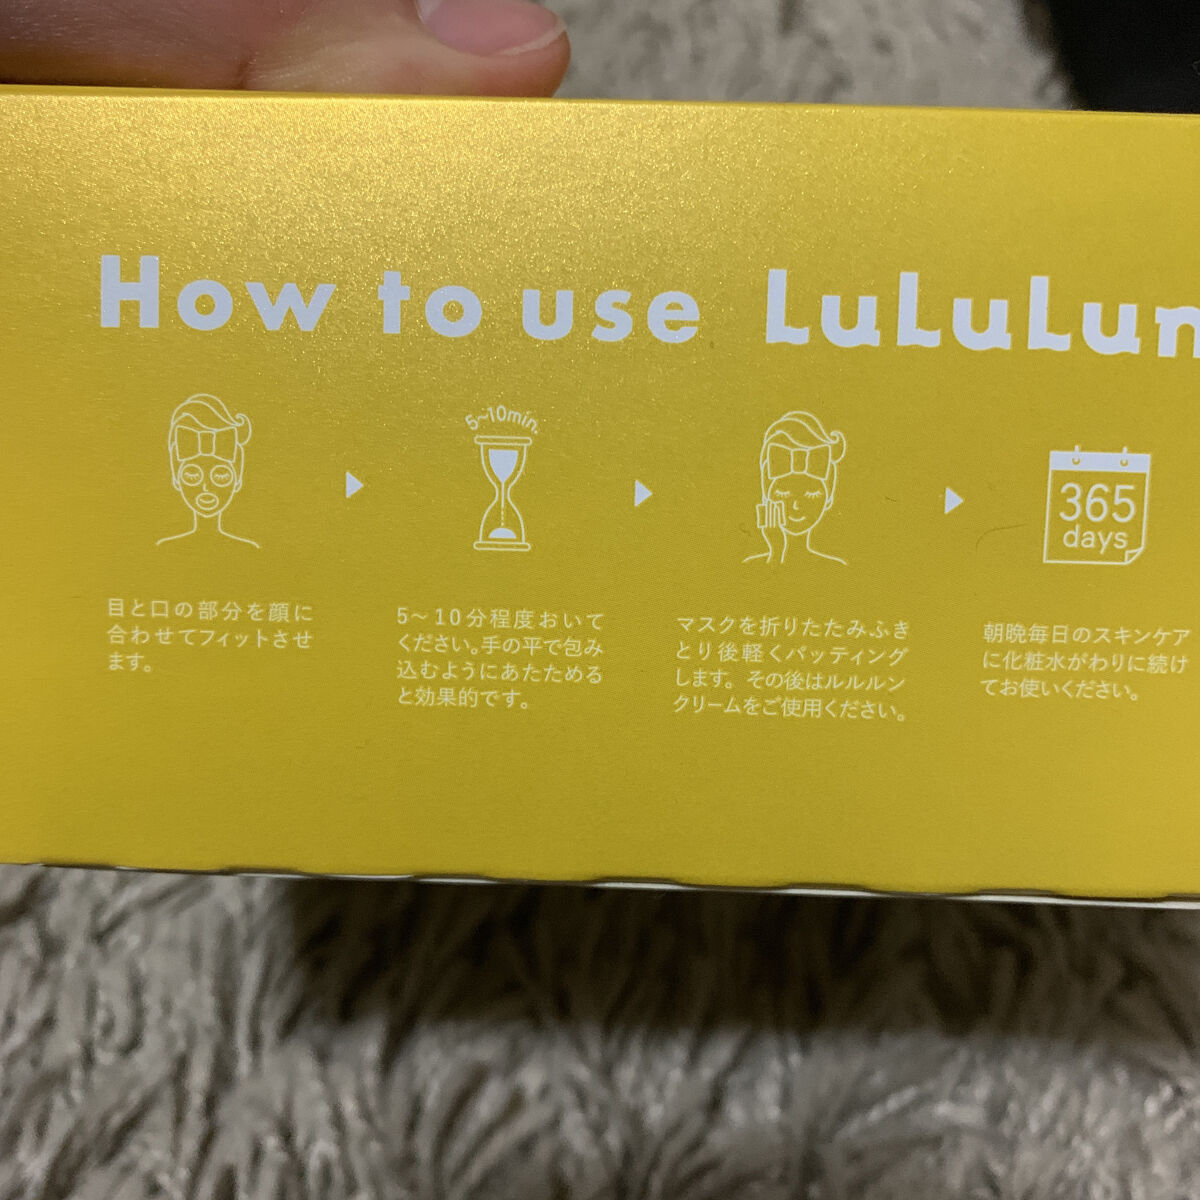 How to use LuLuLun
5~10min.
365
days
目と口の部分を顔に
合わせてフィットさせ
ます。
5〜10分程度おいて
ください。手の平で包み
込むようにあたためる
と効果的です。
マスクを折りたたみふき
とり後軽くパッティング
します。その後はルルルン
クリームをご使用ください。
朝晩毎日のスキンケア
に化粧水がわりに続け
てお使いください。